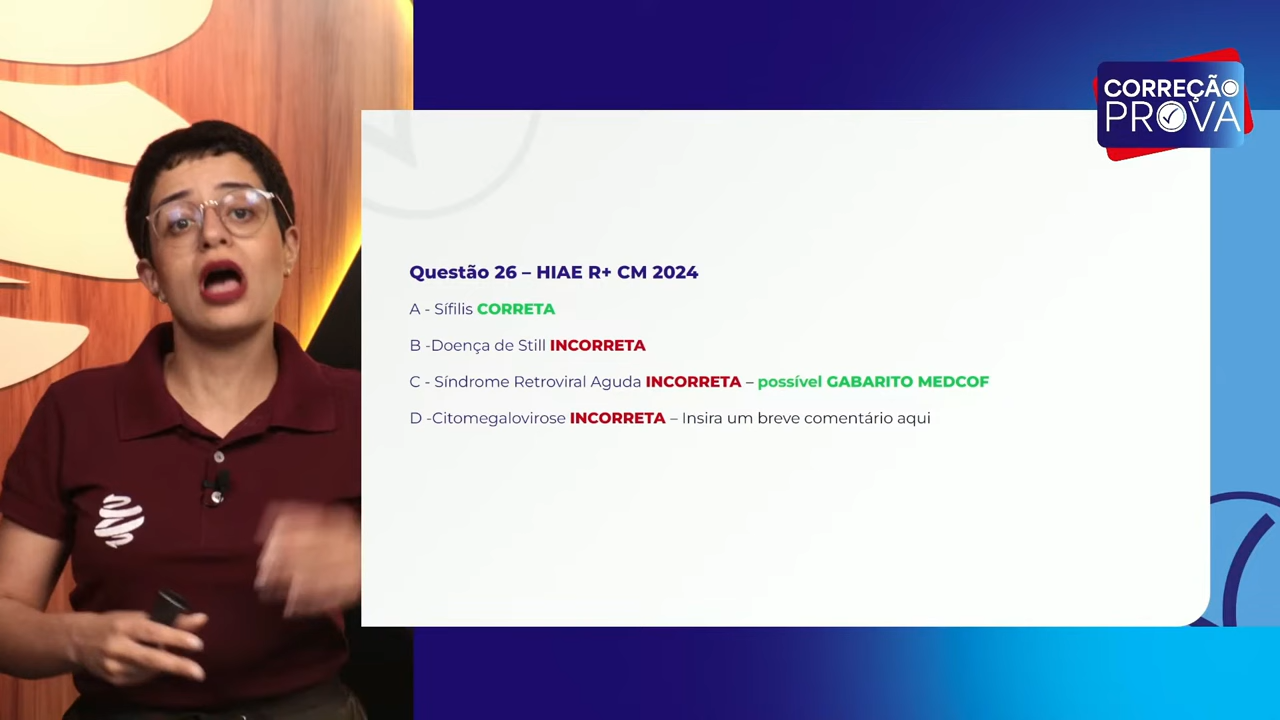 CORREÇÃO
PROVA
Questão 26 – HIAE R+ CM 2024
A - Sífilis CORRETA
B -Doença de Still INCORRETA
C - Síndrome Retroviral Aguda INCORRETA – possível GABARITO MEDCOF
D -Citomegalovirose INCORRETA – Insira um breve comentário aqui